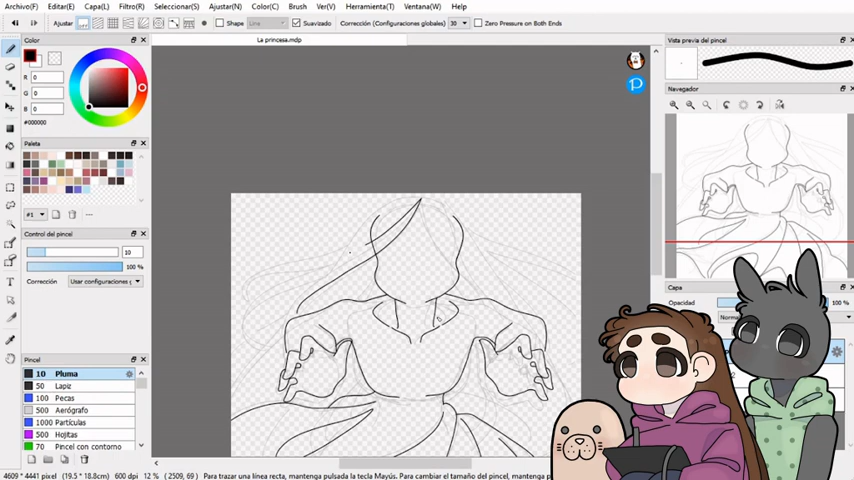 Archivo(F) Editar(E) Capa(L) Filtro(R) Seleccionar(S) Ajustar(N) Color(C) Brush Ver(V) Herramienta(T) Ventana(W) Help
Ajustar Shape Line Suavizado Corrección (Configuraciones globales) 30 Zero Pressure on Both Ends
La princesa.mdp
Color
R 0
G 0
B 0
#000000
Paleta
#1
Control del pincel
10
100 %
Corrección Usar configuraciones g
Pincel
10 Pluma
50 Lapiz
100 Pecas
500 Aerógrafo
1000 Partículas
500 Hojitas
70 Pincel con contorno
Vista previa del pincel
Navegador
Capa
Opacidad 100 %
4609 * 4441 pixel (19.5 * 18.8cm) 600 dpi 12 % ( 2509, 69 ) Para trazar una línea recta, mantenga pulsada la tecla Mayús. Para cambiar el tamaño del pincel, mantenga p